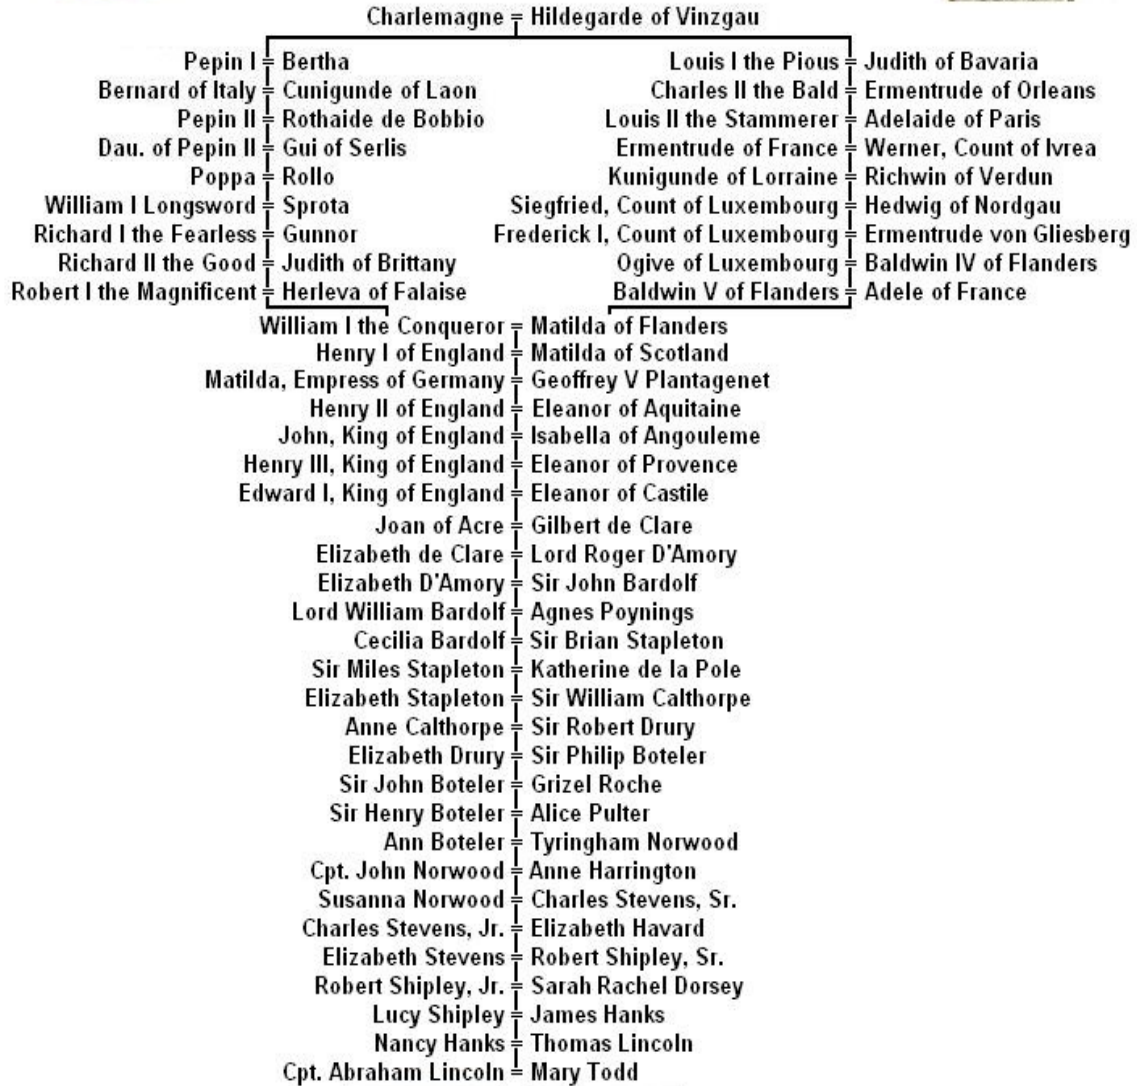 Charlemagne = Hildegarde of Vinzgau
Pepin I = Bertha
Bernard of Italy = Cunigunde of Laon
Pepin II = Rothaide de Bobbio
Dau. of Pepin II = Gui of Serlis
Poppa = Rollo
William I Longsword = Sprota
Richard I the Fearless = Gunnor
Richard II the Good = Judith of Brittany
Robert I the Magnificent = Herleva of Falaise
Louis I the Pious = Judith of Bavaria
Charles II the Bald = Ermentrude of Orleans
Louis II the Stammerer = Adelaide of Paris
Ermentrude of France = Werner, Count of Ivrea
Kunigunde of Lorraine = Richwin of Verdun
Siegfried, Count of Luxembourg = Hedwig of Nordgau
Frederick I, Count of Luxembourg = Ermentrude von Gliesberg
Ogive of Luxembourg = Baldwin IV of Flanders
Baldwin V of Flanders = Adele of France
William I the Conqueror = Matilda of Flanders
Henry I of England = Matilda of Scotland
Matilda, Empress of Germany = Geoffrey V Plantagenet
Henry II of England = Eleanor of Aquitaine
John, King of England = Isabella of Angouleme
Henry III, King of England = Eleanor of Provence
Edward I, King of England = Eleanor of Castile
Joan of Acre = Gilbert de Clare
Elizabeth de Clare = Lord Roger D'Amory
Elizabeth D'Amory = Sir John Bardolf
Lord William Bardolf = Agnes Poynings
Cecilia Bardolf = Sir Brian Stapleton
Sir Miles Stapleton = Katherine de la Pole
Elizabeth Stapleton = Sir William Calthorpe
Anne Calthorpe = Sir Robert Drury
Elizabeth Drury = Sir Philip Boteler
Sir John Boteler = Grizel Roche
Sir Henry Boteler = Alice Pulter
Ann Boteler = Tyringham Norwood
Cpt. John Norwood = Anne Harrington
Susanna Norwood = Charles Stevens, Sr.
Charles Stevens, Jr. = Elizabeth Havard
Elizabeth Stevens = Robert Shipley, Sr.
Robert Shipley, Jr. = Sarah Rachel Dorsey
Lucy Shipley = James Hanks
Nancy Hanks = Thomas Lincoln
Cpt. Abraham Lincoln = Mary Todd